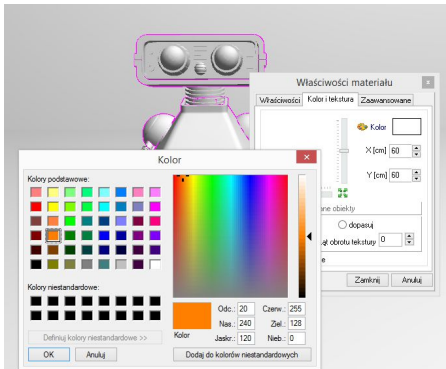 Właściwości materiału
x
Właściwości Kolor i tekstura Zaawansowane
Kolor
X [cm] 60
Y [cm] 60
ne obiekty
dopasuj
ąt obrotu tekstury 0
e
Zamknij Anuluj
Kolor
x
Kolory podstawowe:
Kolory niestandardowe:
Definiuj kolory niestandardowe >>
OK Anuluj
Kolor
Odc.: 20 Czerw.: 255
Nas.: 240 Ziel.: 128
Jaskr.: 120 Nieb.: 0
Dodaj do kolorów niestandardowych